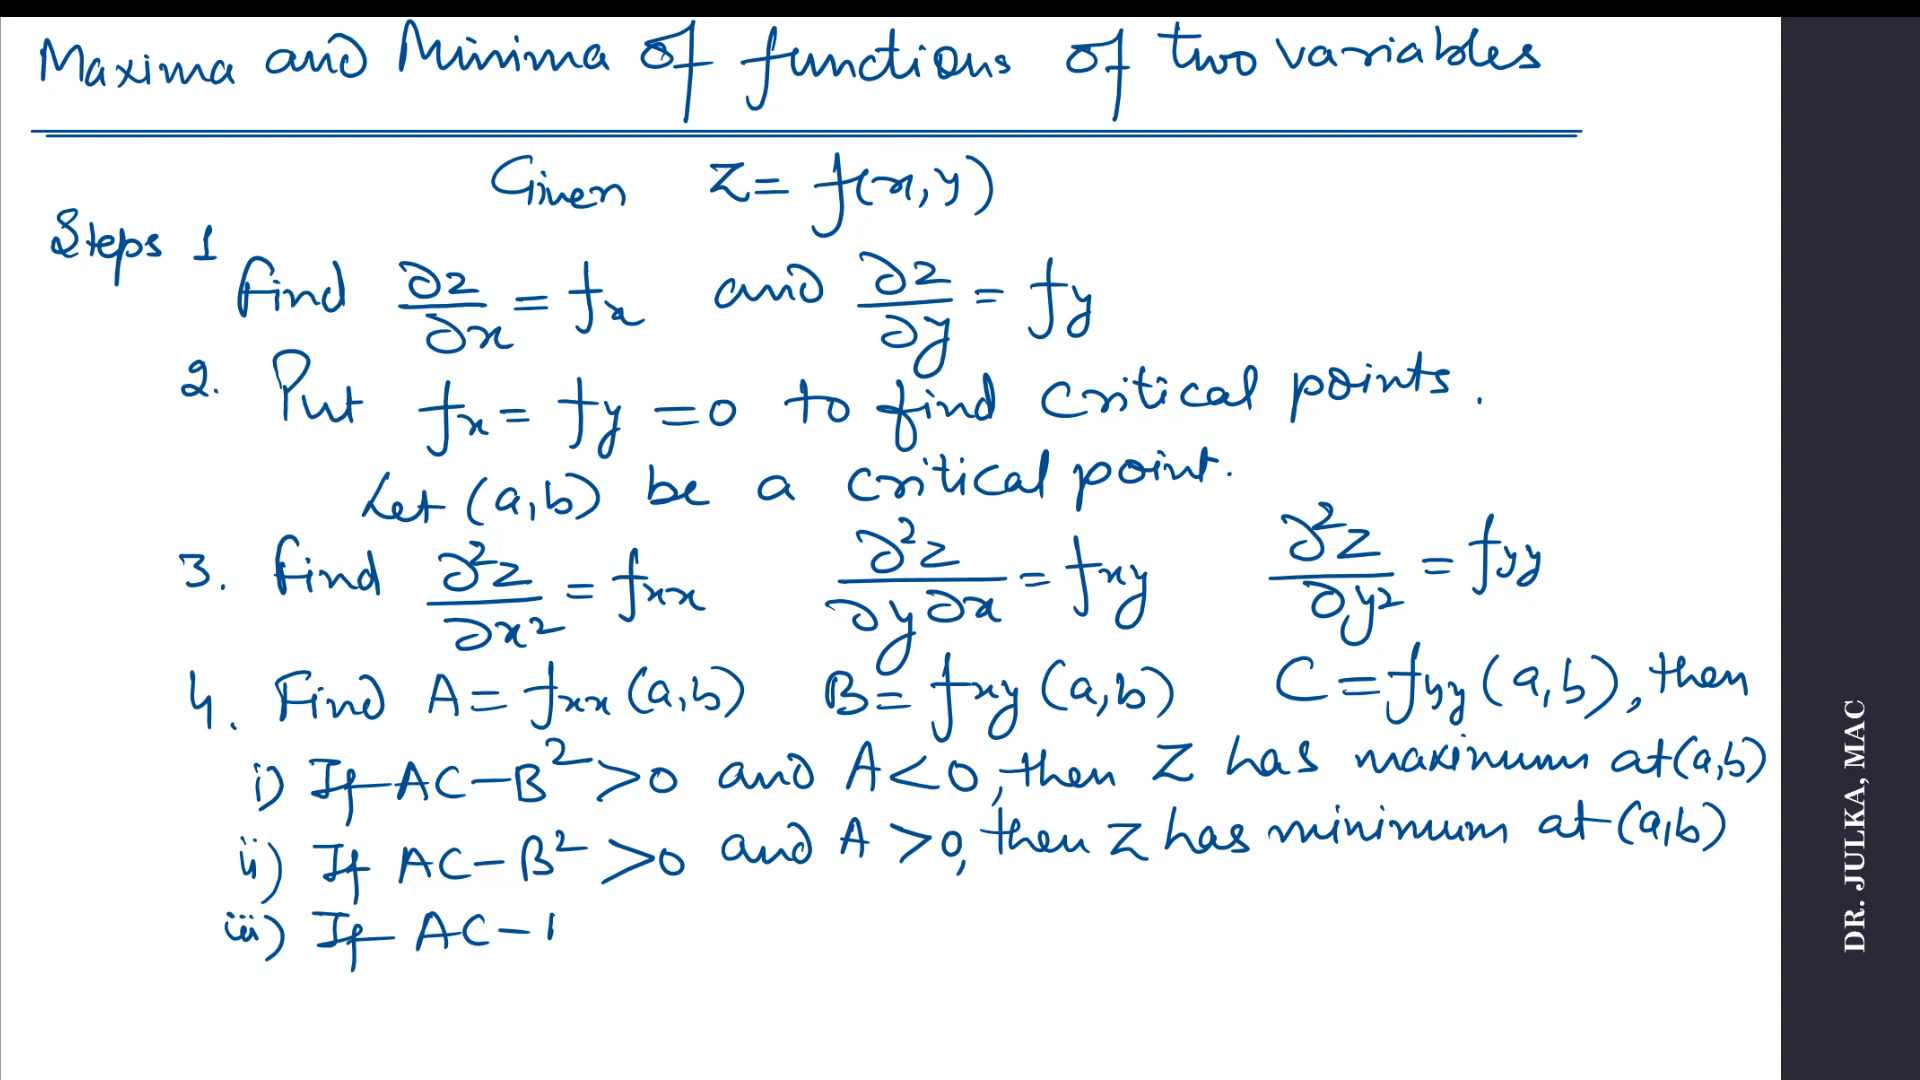 Maxima and Minima of functions of two variables
Given z = f(x,y)
Steps 1
Find ∂z/∂x = fx and ∂z/∂y = fy
2. Put fx = fy = 0 to find critical points.
Let (a,b) be a critical point.
3. Find ∂²z/∂x² = fxx ∂²z/∂y∂x = fxy ∂²z/∂y² = fyy
4. Find A = fxx (a,b) B = fxy (a,b) C = fyy (a,b), then
i) If AC – B² > 0 and A < 0, then z has maximum at (a,b)
ii) If AC – B² > 0 and A > 0, then z has minimum at (a,b)
iii) If AC –
DR. JULKA, MAC